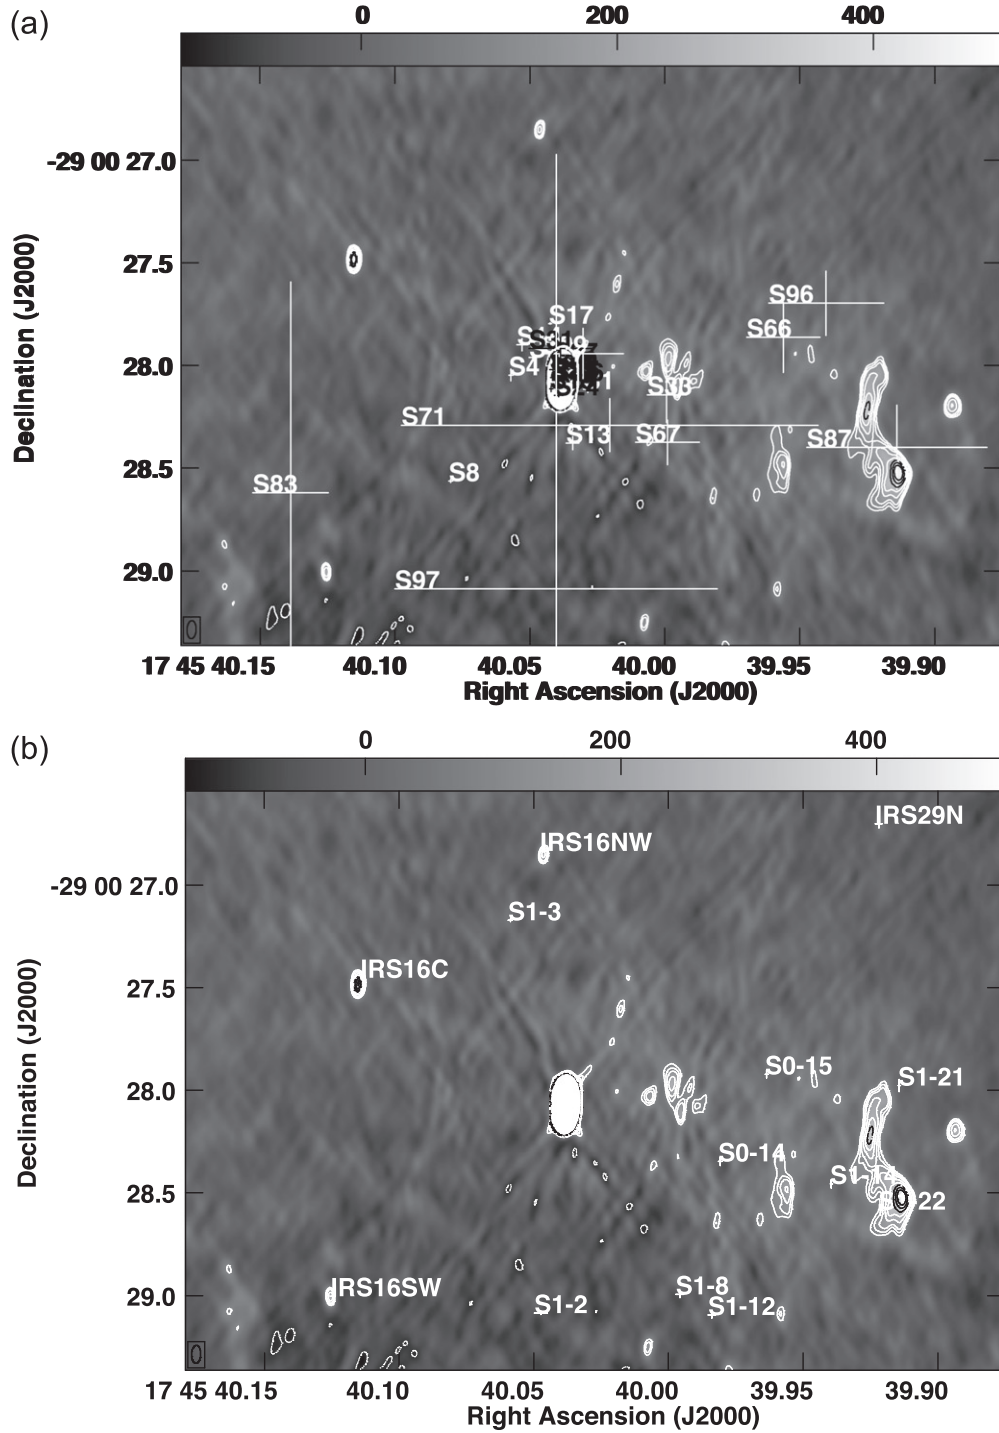 (a)
0 200 400
-29 00 27.0
27.5
28.0
28.5
29.0
Declination (J2000)
S96
S17
S66
S4
S33
S71
S13
S67
S87
S8
S83
S97
17 45 40.15 40.10 40.05 40.00 39.95 39.90
Right Ascension (J2000)
(b)
0 200 400
-29 00 27.0
27.5
28.0
28.5
29.0
Declination (J2000)
IRS29N
IRS16NW
S1-3
IRS16C
S0-15
S1-21
S0-14
S1-14
22
IRS16SW
S1-8
S1-2
S1-12
17 45 40.15 40.10 40.05 40.00 39.95 39.90
Right Ascension (J2000)